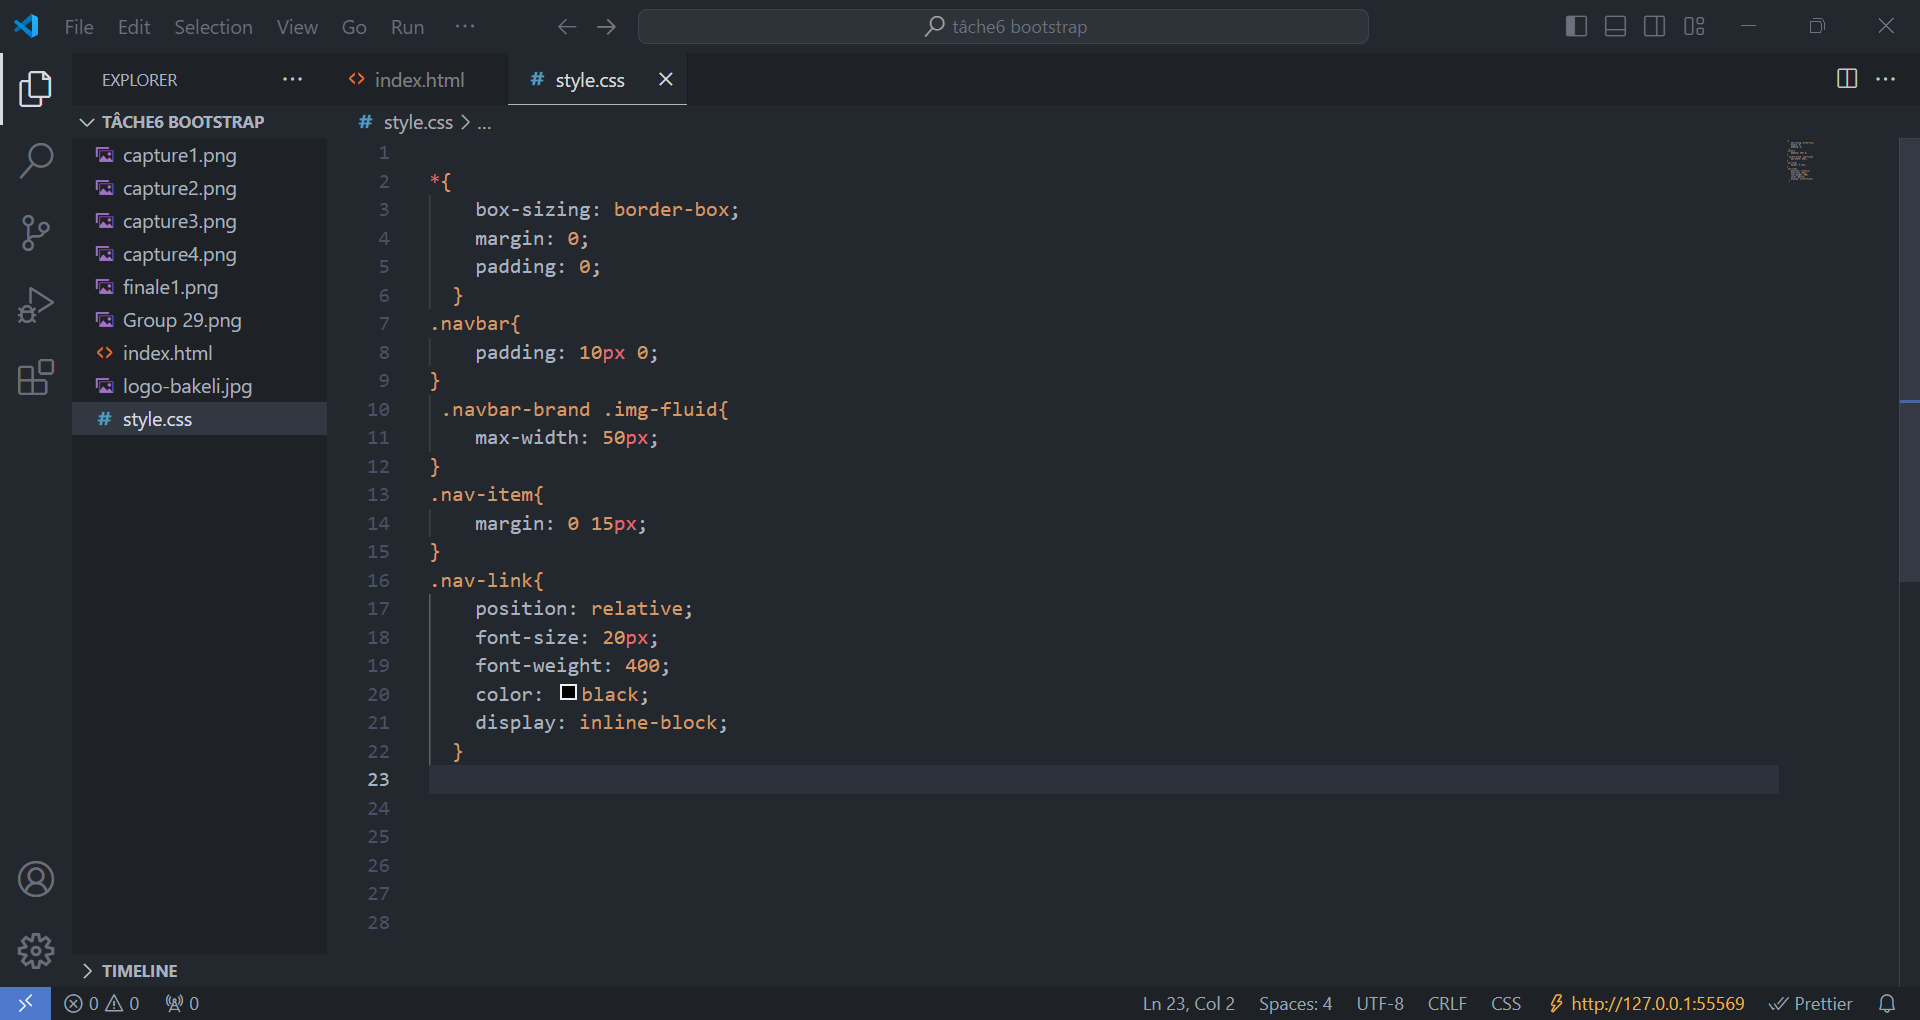 File Edit Selection View Go Run ···
tâche6 bootstrap
EXPLORER ···
TÂCHE6 BOOTSTRAP
capture1.png
capture2.png
capture3.png
capture4.png
finale1.png
Group 29.png
index.html
logo-bakeli.jpg
style.css
TIMELINE
index.html
style.css
style.css > ...
1
2 *{
3     box-sizing: border-box;
4     margin: 0;
5     padding: 0;
6   }
7 .navbar{
8     padding: 10px 0;
9 }
10  .navbar-brand .img-fluid{
11     max-width: 50px;
12 }
13 .nav-item{
14     margin: 0 15px;
15 }
16 .nav-link{
17     position: relative;
18     font-size: 20px;
19     font-weight: 400;
20     color: black;
21     display: inline-block;
22   }
23
24
25
26
27
28
0 0 0 Ln 23, Col 2 Spaces: 4 UTF-8 CRLF CSS http://127.0.0.1:55569 Prettier